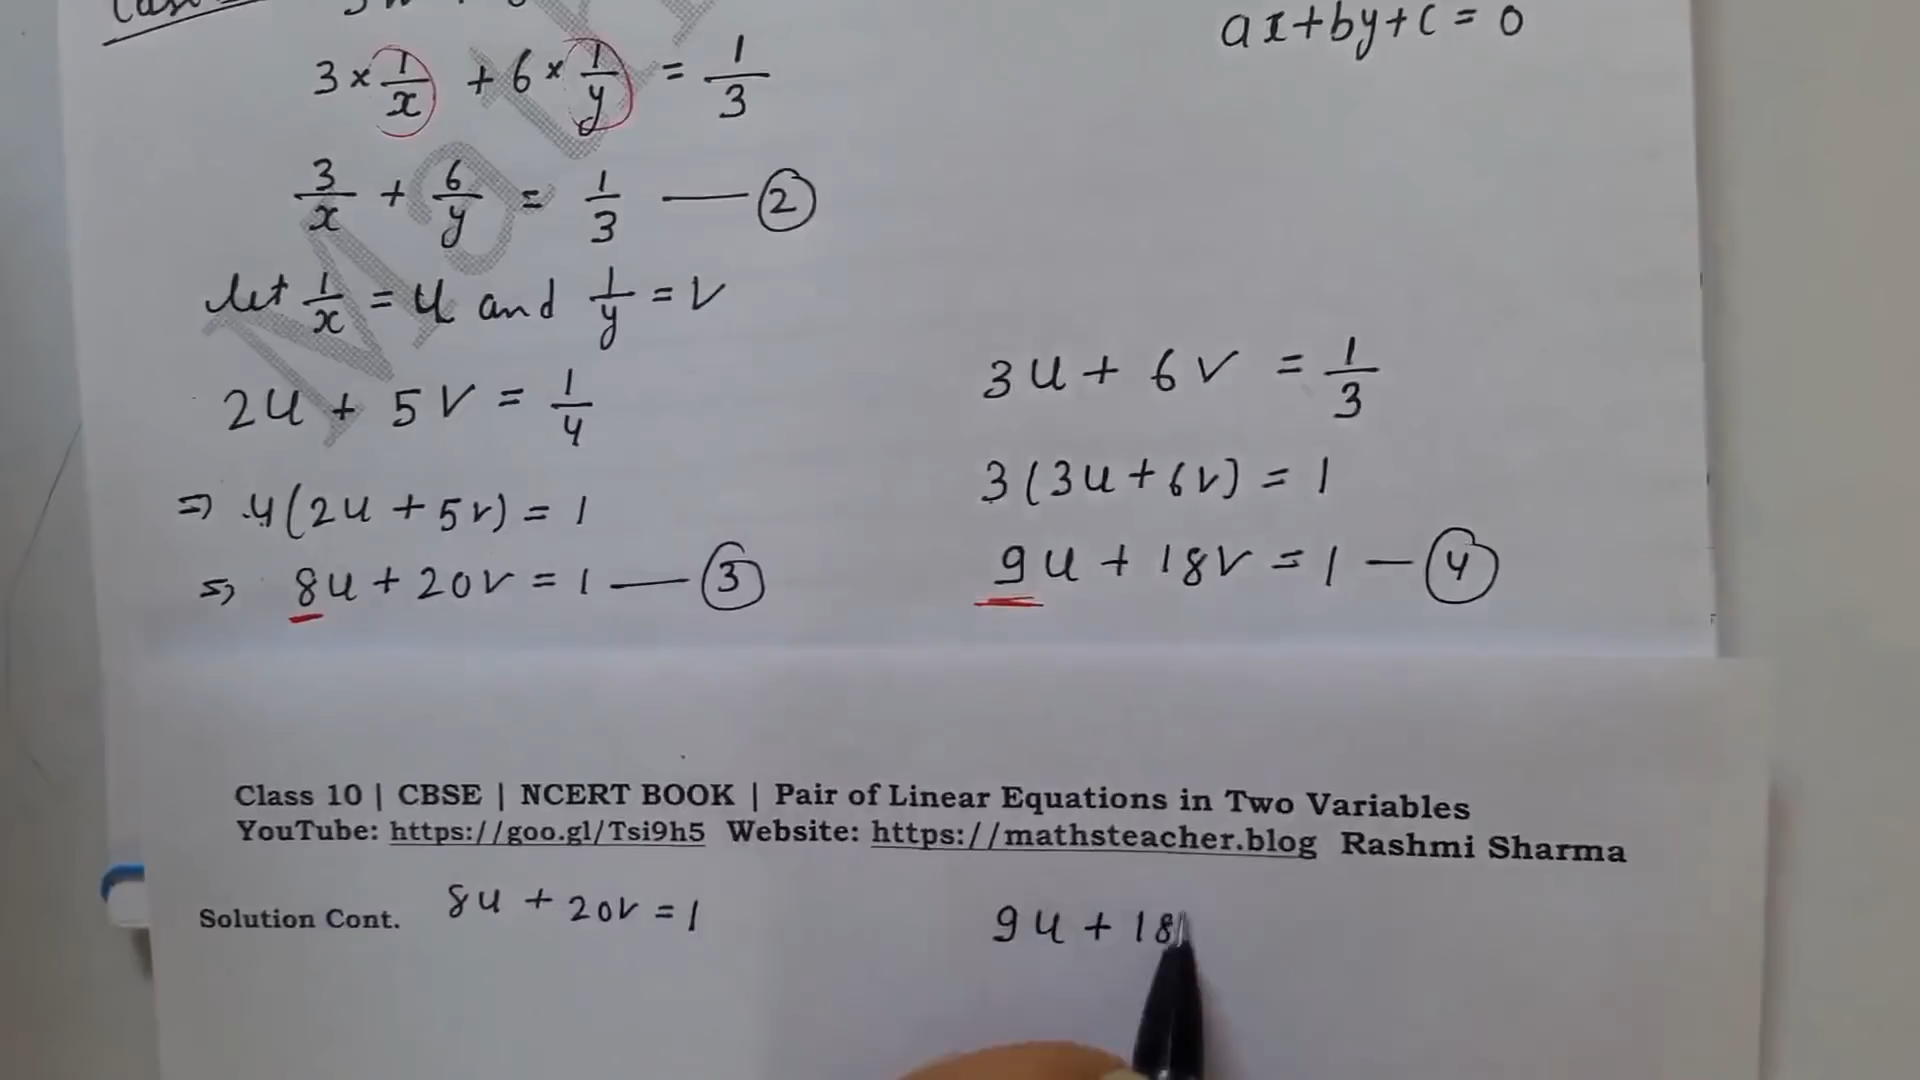 ax+by+c = 0
3 × 1/x + 6 × 1/y = 1/3
3/x + 6/y = 1/3 — (2)
let 1/x = u and 1/y = v
2u + 5v = 1/4
3u + 6v = 1/3
⇒ 4(2u + 5v) = 1
3(3u + 6v) = 1
⇒ 8u + 20v = 1 — (3)
9u + 18v = 1 — (4)
Class 10 | CBSE | NCERT BOOK | Pair of Linear Equations in Two Variables
YouTube: https://goo.gl/Tsi9h5 Website: https://mathsteacher.blog Rashmi Sharma
Solution Cont. 8u + 20v = 1
9u + 18